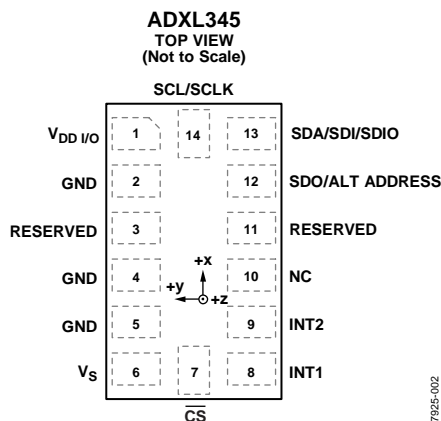 ADXL345
TOP VIEW
(Not to Scale)
SCL/SCLK
VDD I/O 1 14 13 SDA/SDI/SDIO
GND 2 12 SDO/ALT ADDRESS
RESERVED 3 11 RESERVED
+x
GND 4 10 NC
+y +z
GND 5 9 INT2
VS 6 7 8 INT1
CS
7925-002